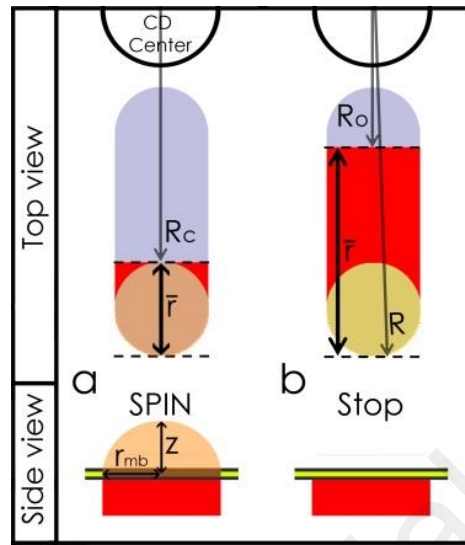 CD
Center
Top view
Ro
Rc
r̄
r̄
R
a
b
SPIN
Stop
Side view
z
rmb